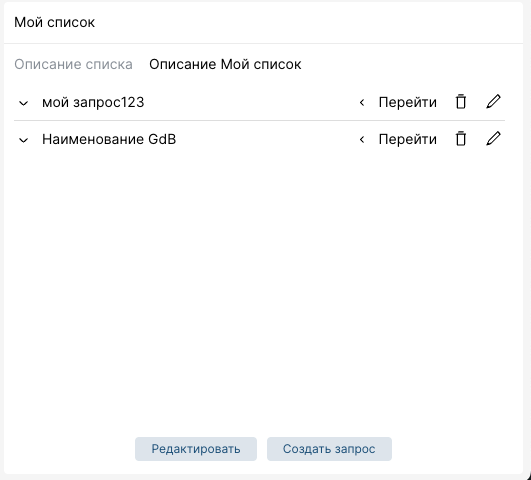 Мой список
Описание списка Описание Мой список
мой запрос123 Перейти
Наименование GdB Перейти
Редактировать Создать запрос